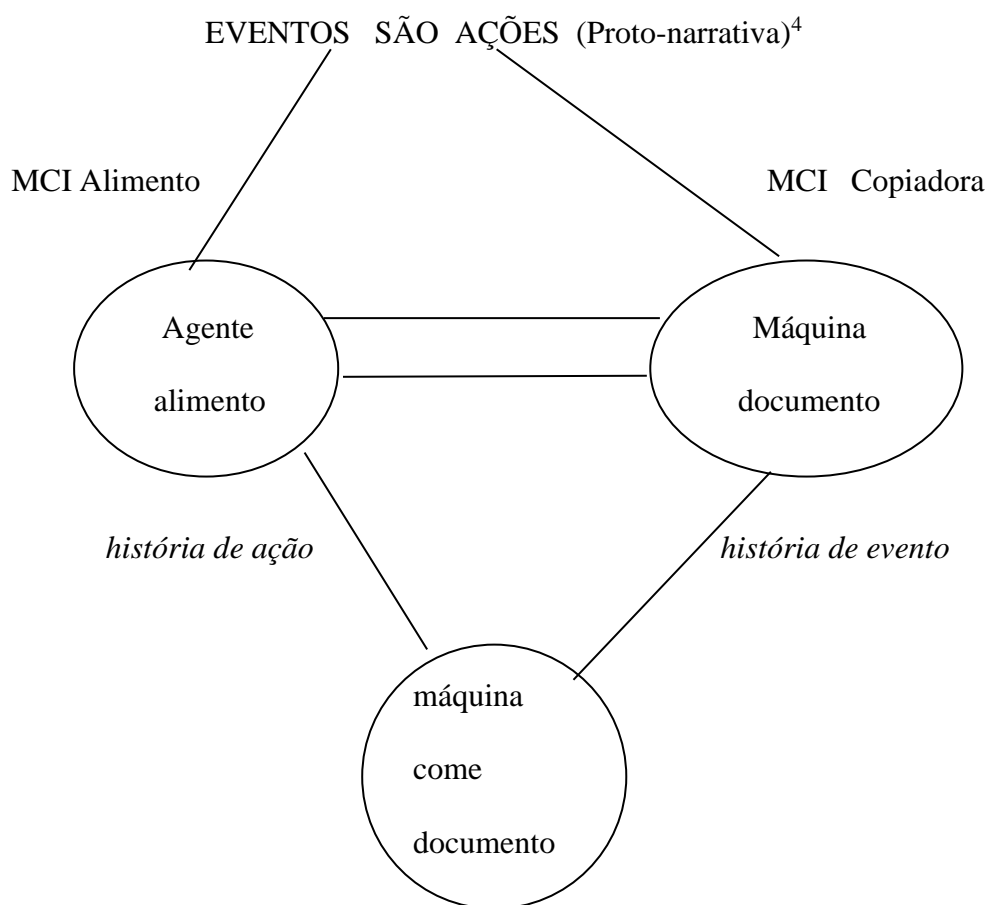 EVENTOS SÃO AÇÕES (Proto-narrativa)4
MCI Alimento
MCI Copiadora
Agente
alimento
Máquina
documento
história de ação
história de evento
máquina
come
documento